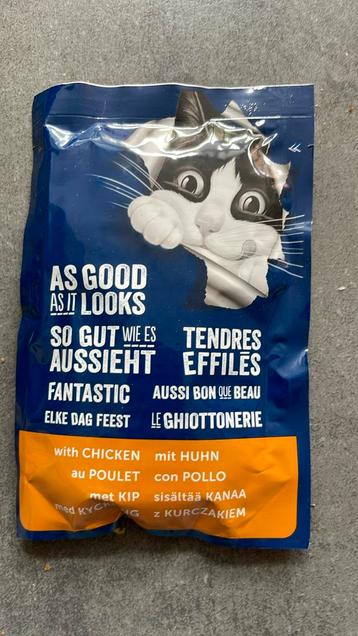 AS GOOD
AS IT LOOKS
SO GUT WIE ES
AUSSIEHT
TENDRES
EFFILÉS
FANTASTIC
AUSSI BON QUE BEAU
ELKE DAG FEEST
LE GHIOTTONERIE
with CHICKEN
mit HUHN
au POULET
con POLLO
met KIP
sisältää KANAA
med
z KURCZAKIEM